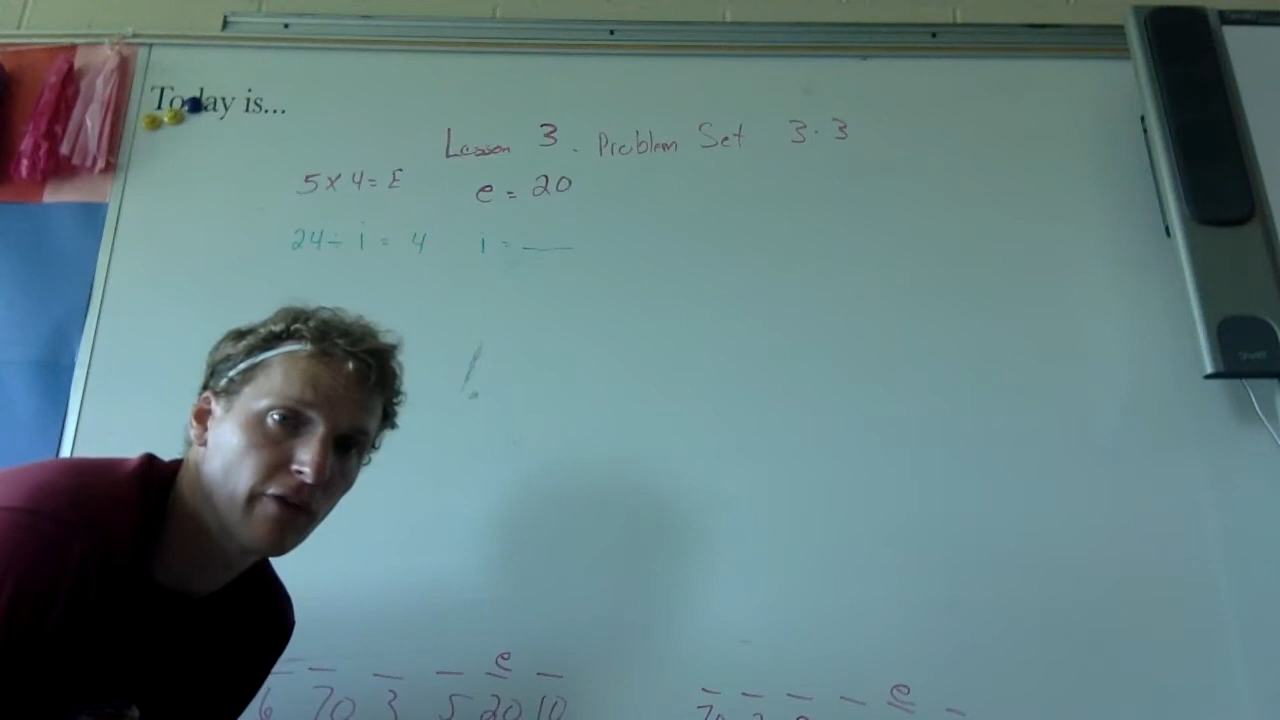 Today is...
Lesson 3. Problem Set 3.3
5 x 4 = E e = 20
24 ÷ i = 4 i = __
!
e
6 70 3 5 20 10
e